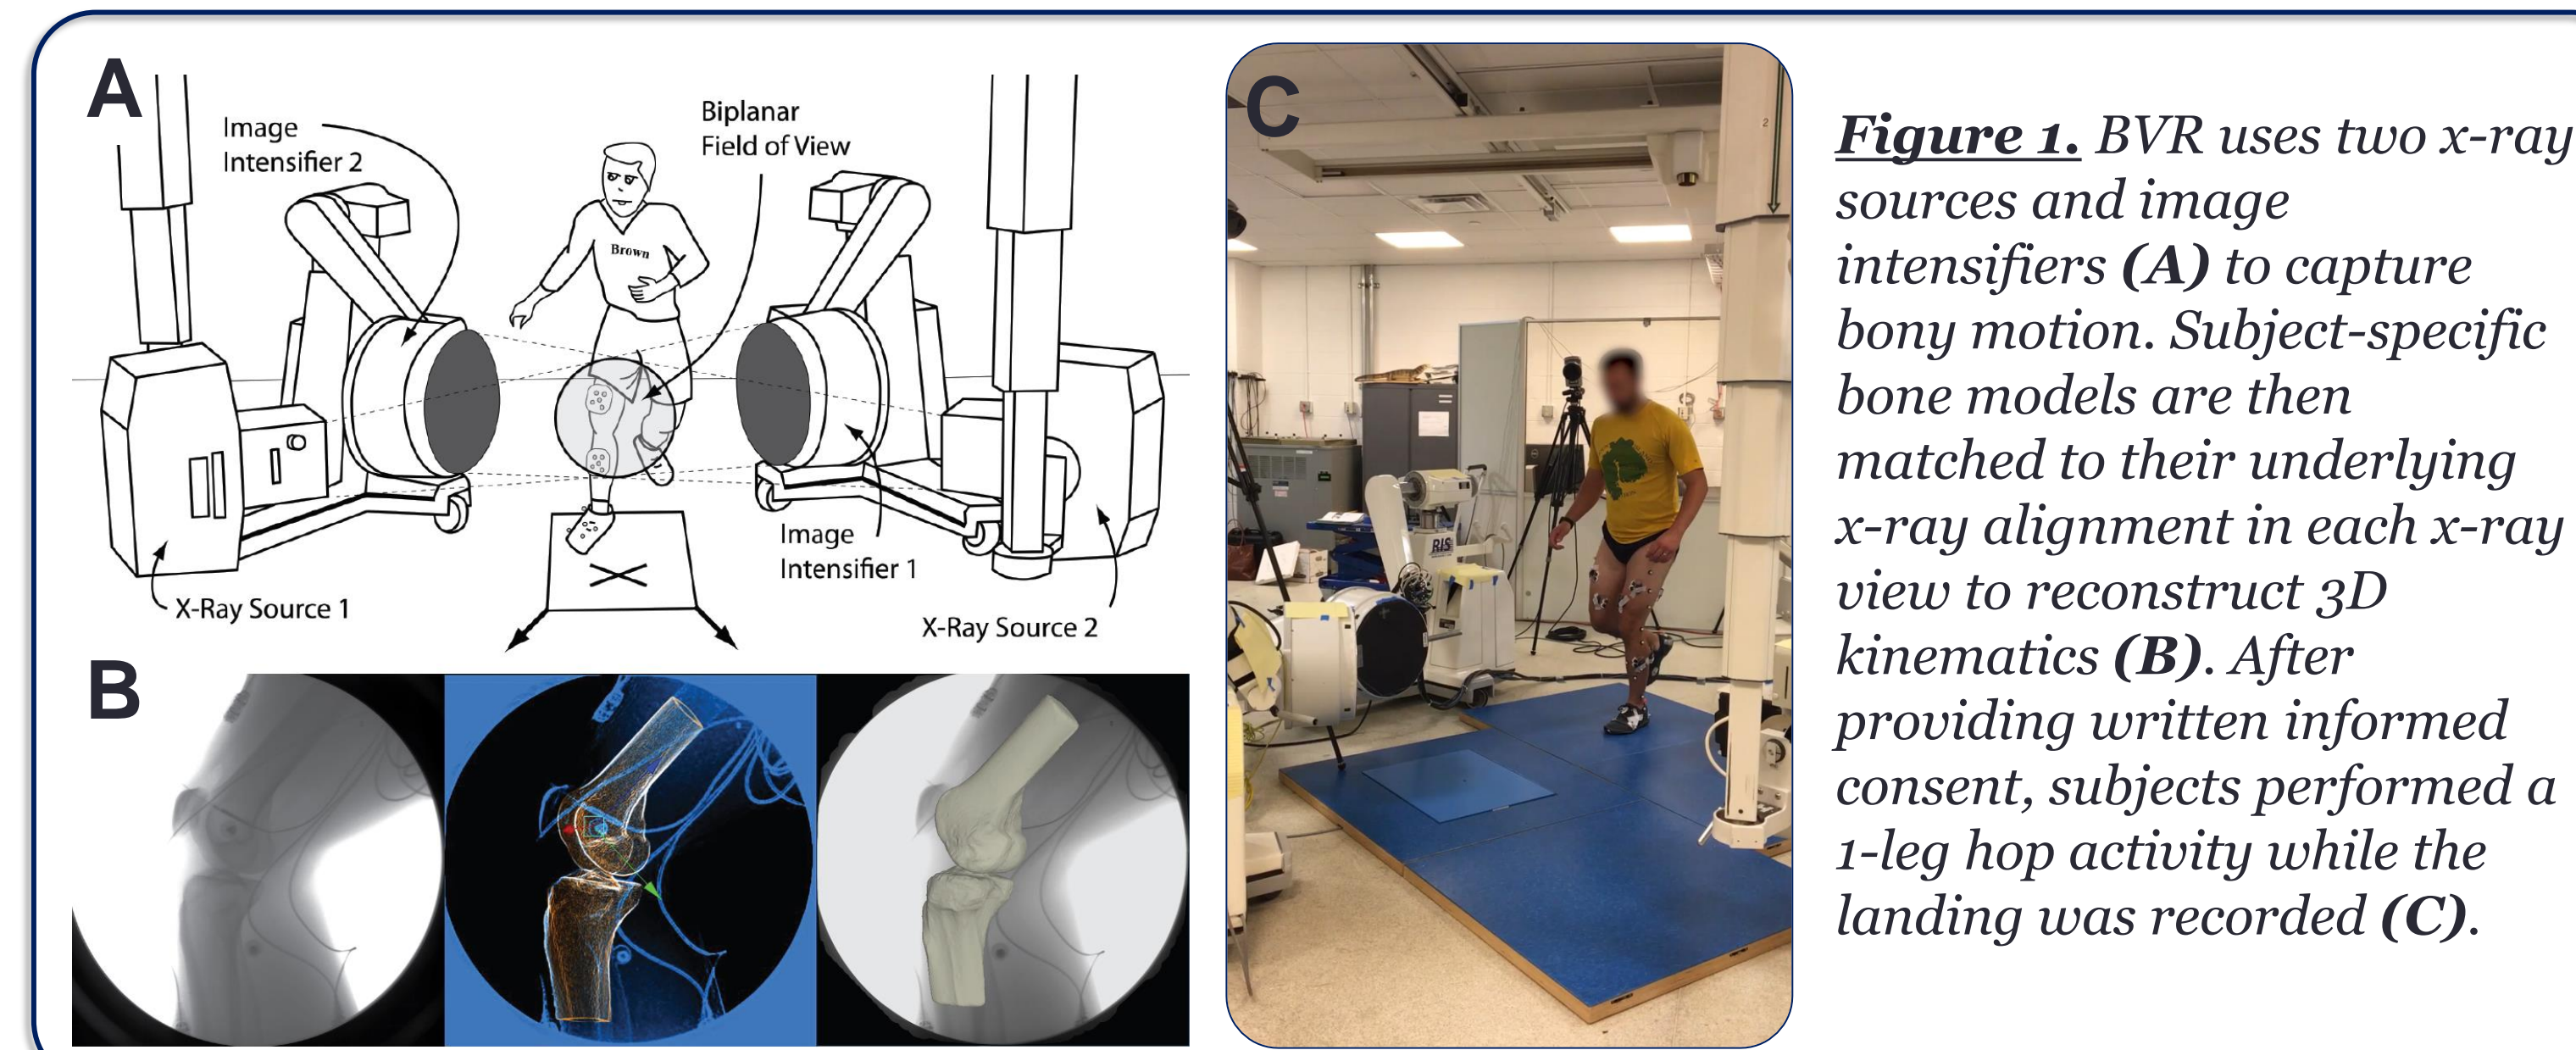 A
Image
Intensifier 2
Biplanar
Field of View
Brown
Image
Intensifier 1
X-Ray Source 1
X-Ray Source 2
B
C
2
RIS
Figure 1. BVR uses two x-ray
sources and image
intensifiers (A) to capture
bony motion. Subject-specific
bone models are then
matched to their underlying
x-ray alignment in each x-ray
view to reconstruct 3D
kinematics (B). After
providing written informed
consent, subjects performed a
1-leg hop activity while the
landing was recorded (C).